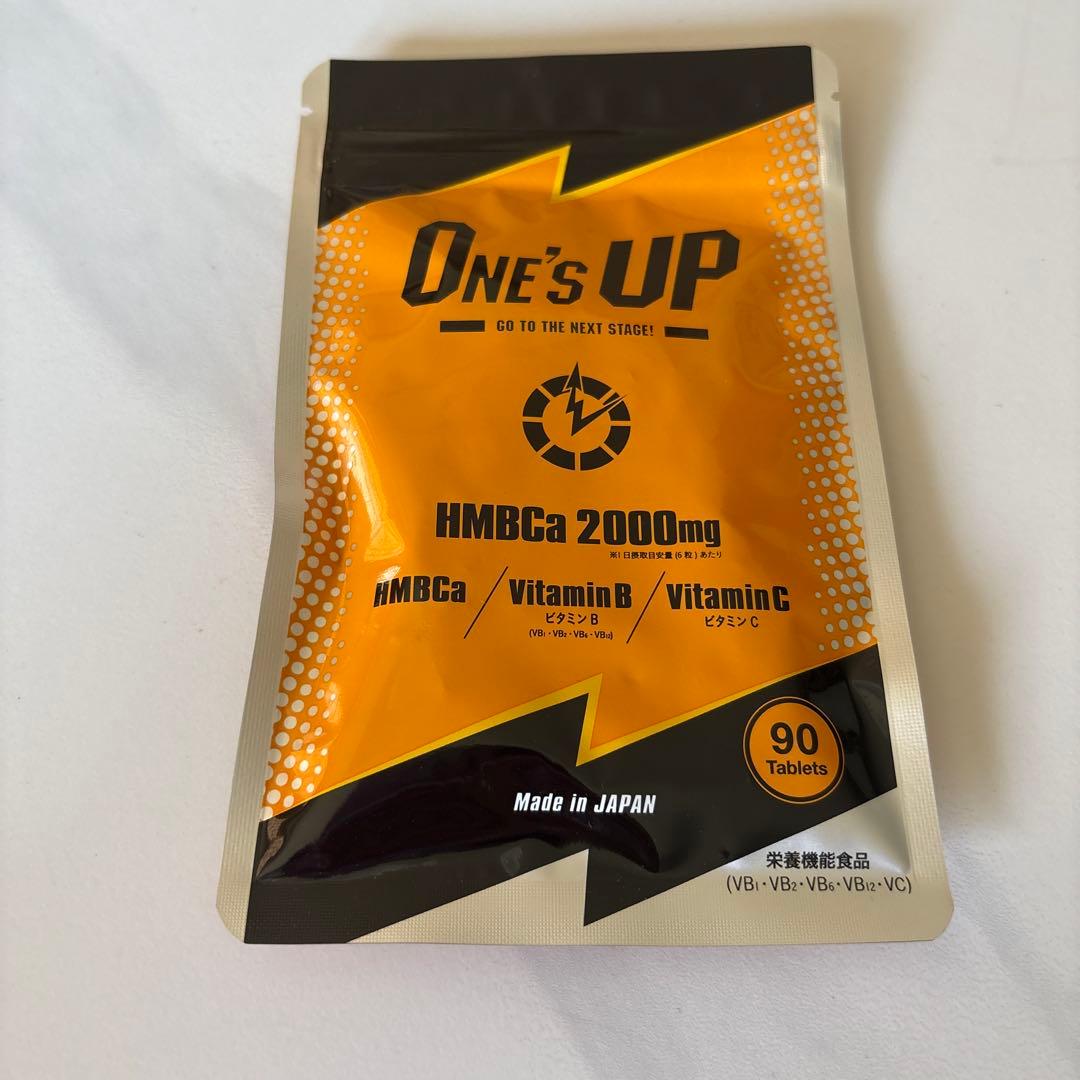 ONE'S UP
GO TO THE NEXT STAGE!
HMBCa 2000mg
※1日摂取目安量(6粒)あたり
HMBCa / Vitamin B / Vitamin C
ビタミンB ビタミンC
(VB1・VB2・VB6・VB12)
90
Tablets
Made in JAPAN
栄養機能食品
(VB1・VB2・VB6・VB12・VC)